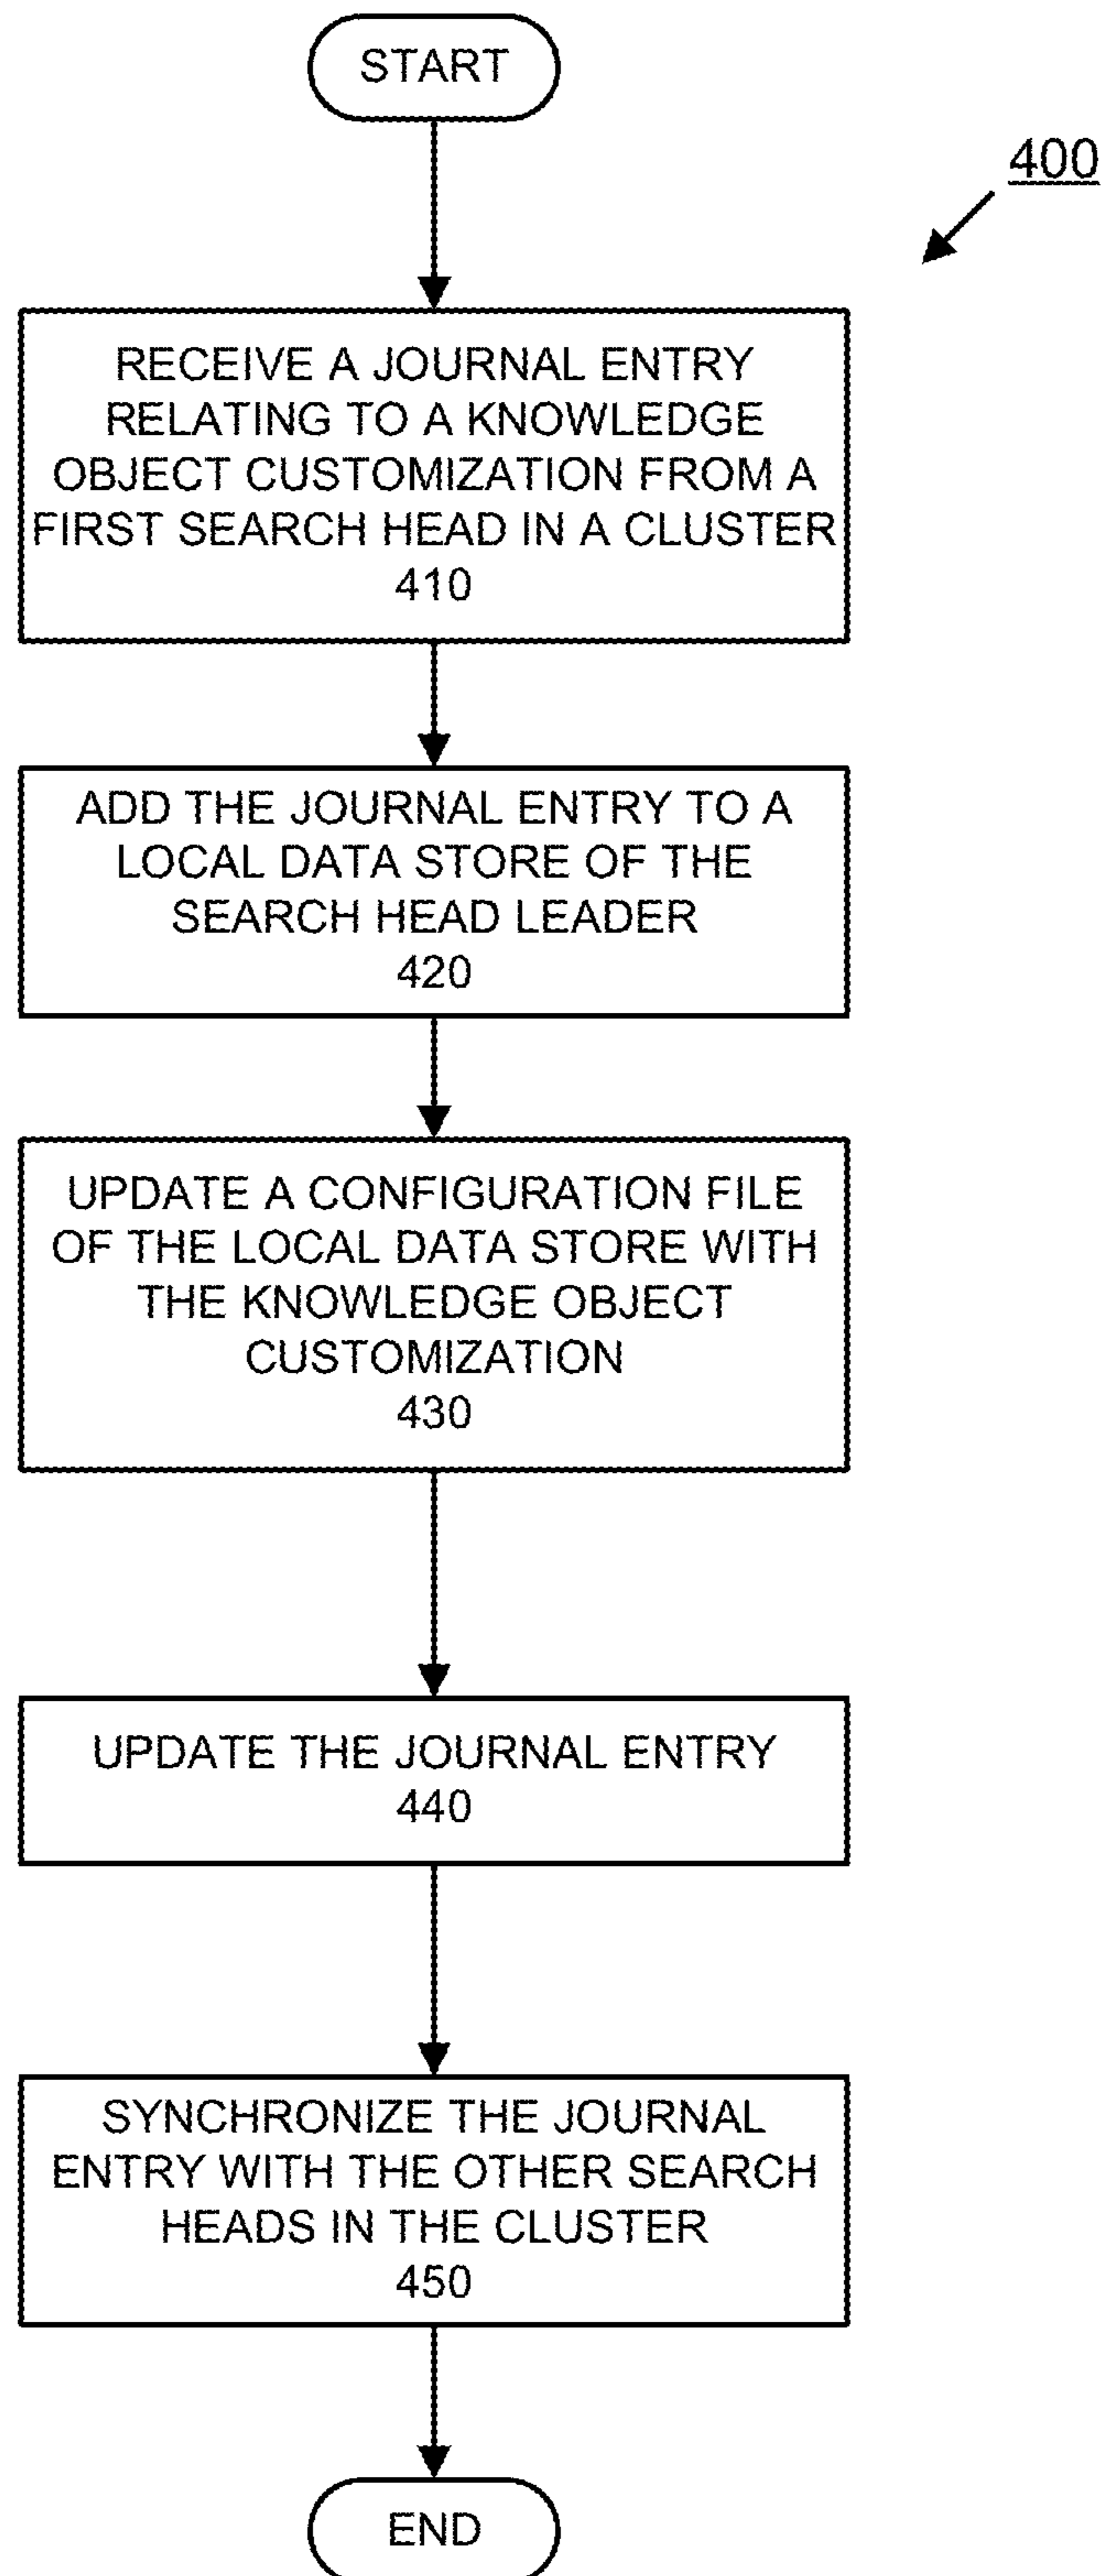 START
400
RECEIVE A JOURNAL ENTRY
RELATING TO A KNOWLEDGE
OBJECT CUSTOMIZATION FROM A
FIRST SEARCH HEAD IN A CLUSTER
410
ADD THE JOURNAL ENTRY TO A
LOCAL DATA STORE OF THE
SEARCH HEAD LEADER
420
UPDATE A CONFIGURATION FILE
OF THE LOCAL DATA STORE WITH
THE KNOWLEDGE OBJECT
CUSTOMIZATION
430
UPDATE THE JOURNAL ENTRY
440
SYNCHRONIZE THE JOURNAL
ENTRY WITH THE OTHER SEARCH
HEADS IN THE CLUSTER
450
END